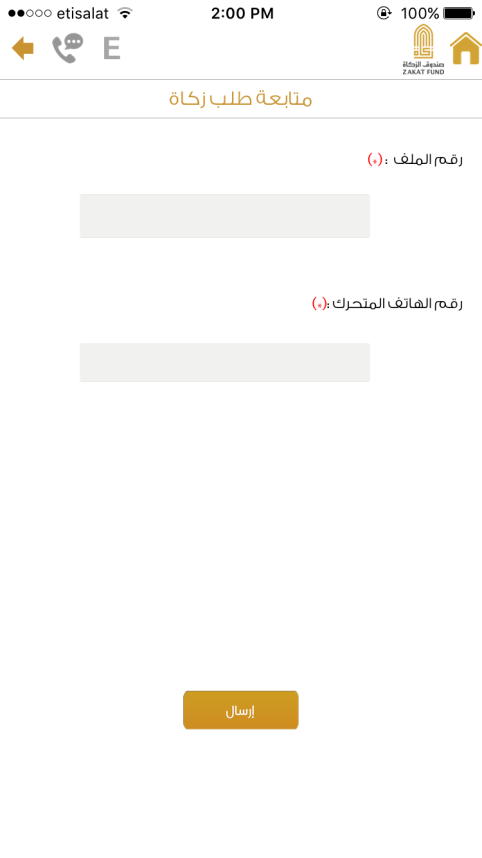 etisalat 2:00 PM 100%
E
صندوق الزكاة
ZAKAT FUND
متابعة طلب زكاة
رقم الملف : (*)
رقم الهاتف المتحرك :(*)
إرسال